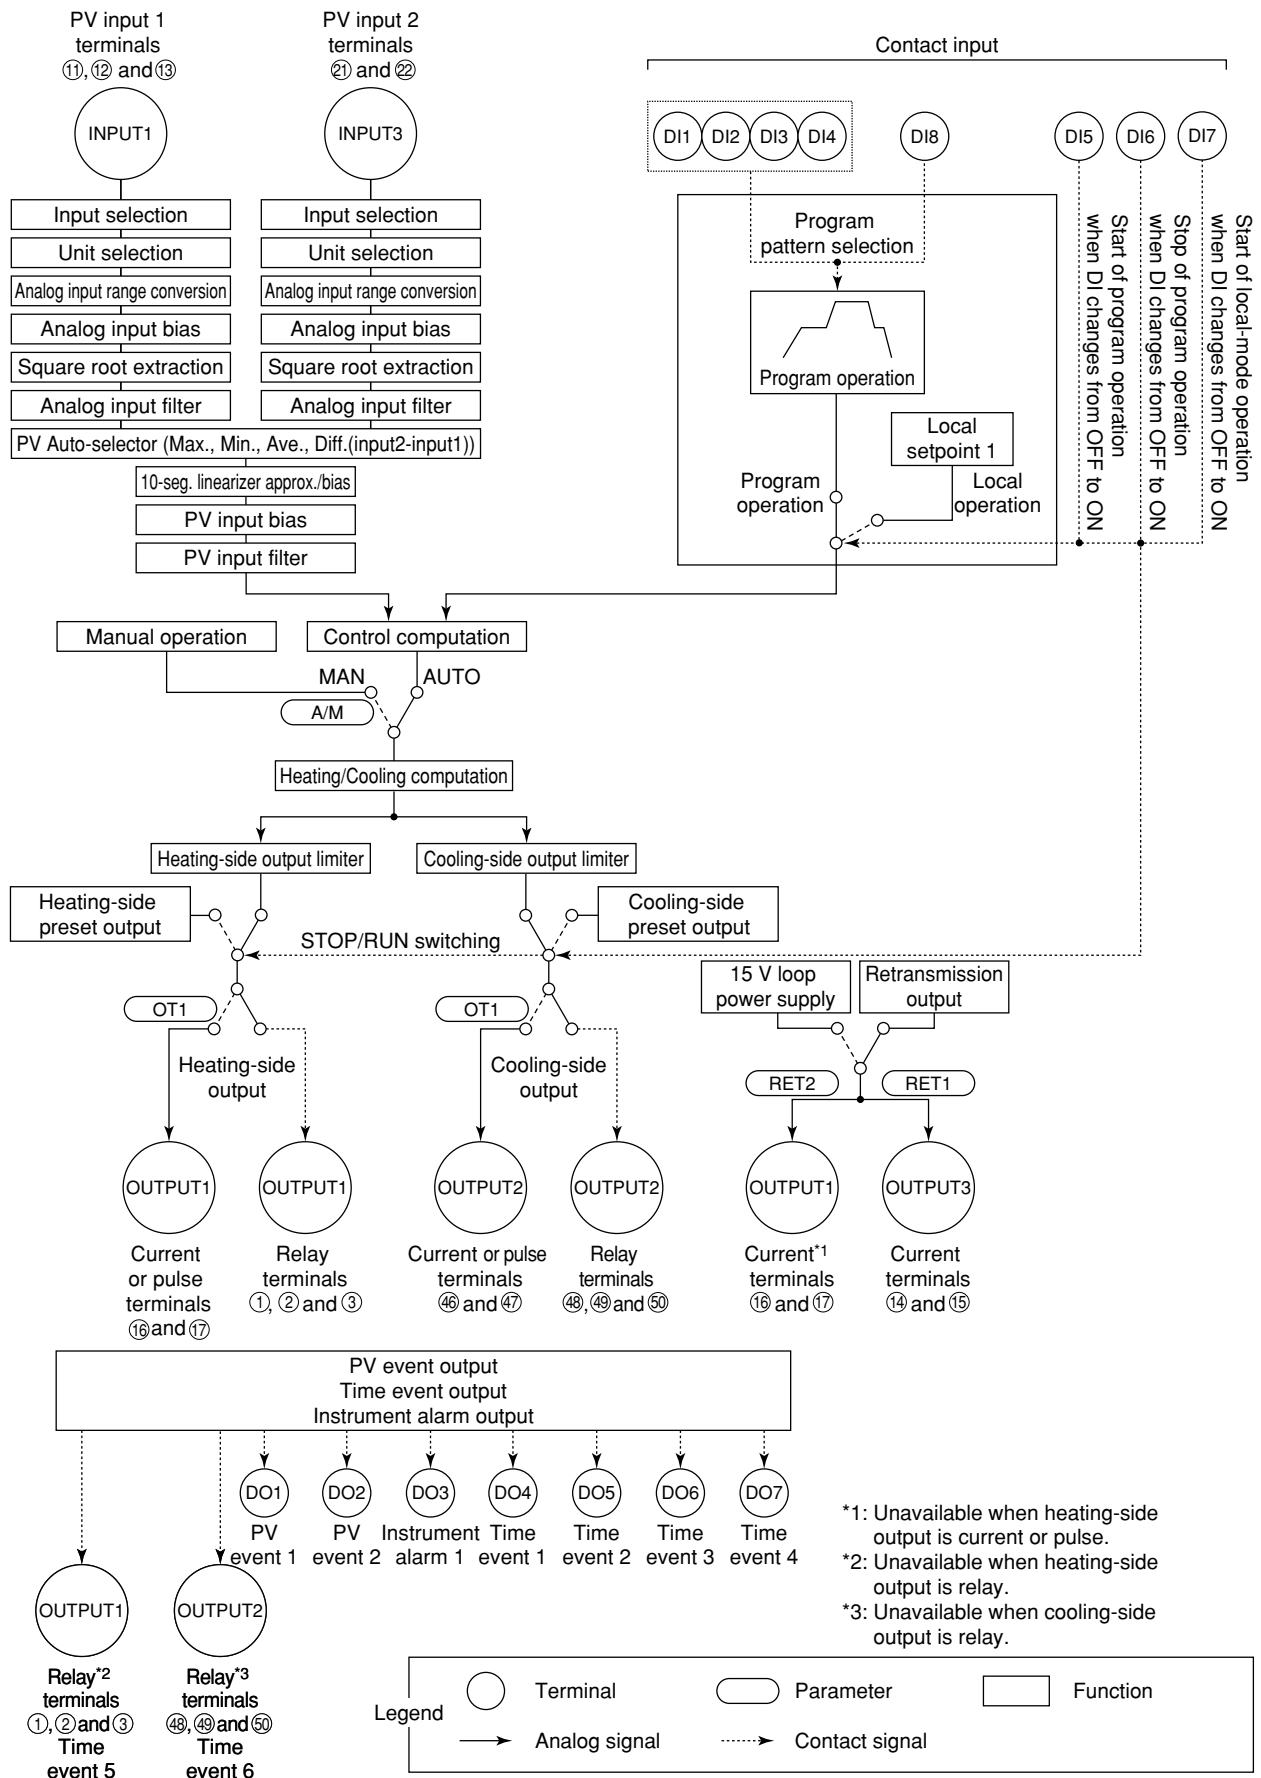 PV input 1
terminals
⑪, ⑫ and ⑬
PV input 2
terminals
㉑ and ㉒
Contact input
INPUT1
INPUT3
DI1
DI2
DI3
DI4
DI8
DI5
DI6
DI7
Input selection
Unit selection
Analog input range conversion
Analog input bias
Square root extraction
Analog input filter
Input selection
Unit selection
Analog input range conversion
Analog input bias
Square root extraction
Analog input filter
PV Auto-selector (Max., Min., Ave., Diff.(input2-input1))
10-seg. linearizer approx./bias
PV input bias
PV input filter
Program
pattern selection
Program operation
Local
setpoint 1
Program
operation
Local
operation
Start of program operation
when DI changes from OFF to ON
Stop of program operation
when DI changes from OFF to ON
Start of local-mode operation
when DI changes from OFF to ON
Manual operation
Control computation
MAN
AUTO
A/M
Heating/Cooling computation
Heating-side output limiter
Cooling-side output limiter
Heating-side
preset output
Cooling-side
preset output
STOP/RUN switching
15 V loop
power supply
Retransmission
output
OT1
OT1
Heating-side
output
Cooling-side
output
RET2
RET1
OUTPUT1
OUTPUT1
OUTPUT2
OUTPUT2
OUTPUT1
OUTPUT3
Current
or pulse
terminals
⑯ and ⑰
Relay
terminals
①, ② and ③
Current or pulse
terminals
㊻ and ㊼
Relay
terminals
㊽, ㊾ and ㊿
Current*1
terminals
⑯ and ⑰
Current
terminals
⑭ and ⑮
PV event output
Time event output
Instrument alarm output
DO1
DO2
DO3
DO4
DO5
DO6
DO7
PV
event 1
PV
event 2
Instrument
alarm 1
Time
event 1
Time
event 2
Time
event 3
Time
event 4
*1: Unavailable when heating-side
output is current or pulse.
*2: Unavailable when heating-side
output is relay.
*3: Unavailable when cooling-side
output is relay.
OUTPUT1
OUTPUT2
Relay*2
terminals
①, ② and ③
Time
event 5
Relay*3
terminals
㊽, ㊾ and ㊿
Time
event 6
Legend
Terminal
Parameter
Function
Analog signal
Contact signal